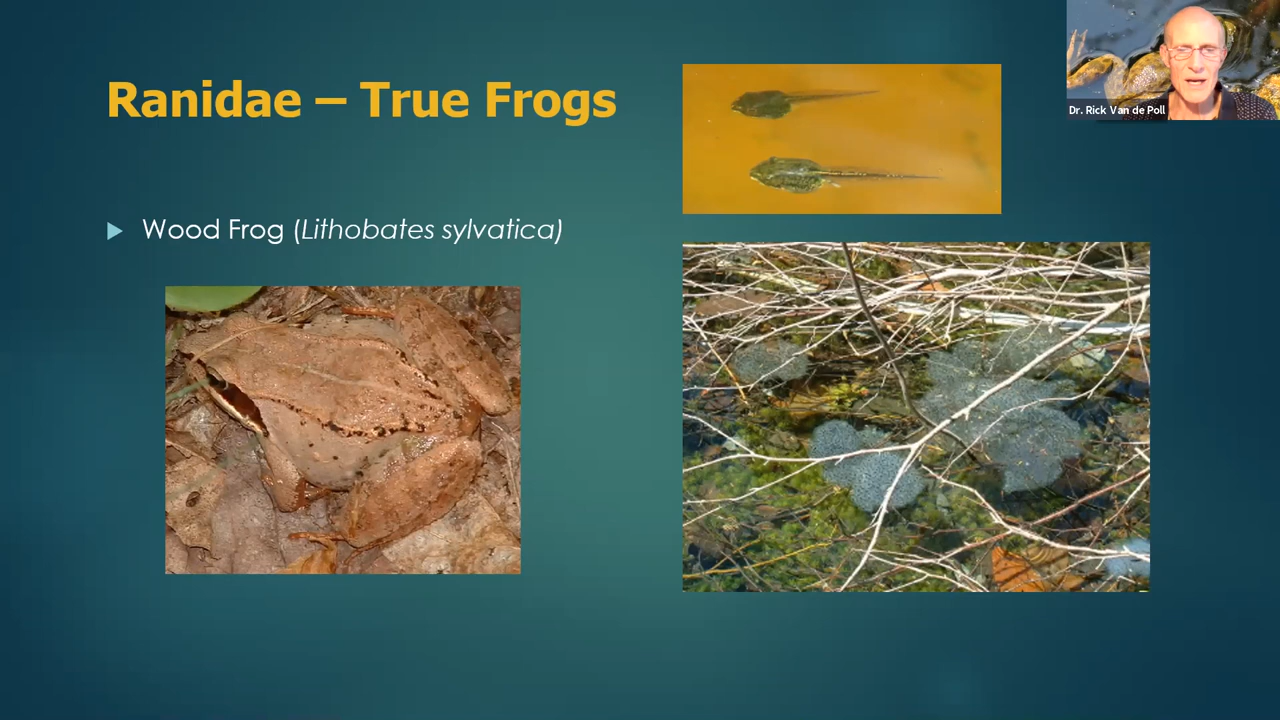 Ranidae – True Frogs
Dr. Rick Van de Poll
Wood Frog (Lithobates sylvatica)